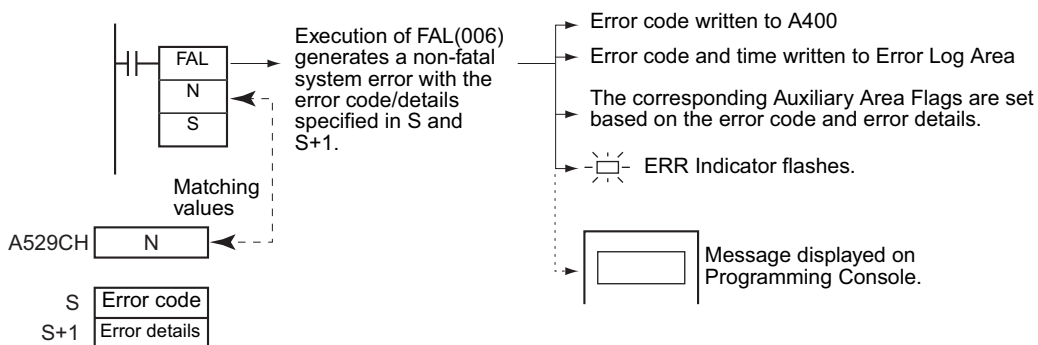 FAL
N
S
Execution of FAL(006)
generates a non-fatal
system error with the
error code/details
specified in S and
S+1.
Error code written to A400
Error code and time written to Error Log Area
The corresponding Auxiliary Area Flags are set
based on the error code and error details.
ERR Indicator flashes.
Message displayed on
Programming Console.
Matching
values
A529CH N
S Error code
S+1 Error details